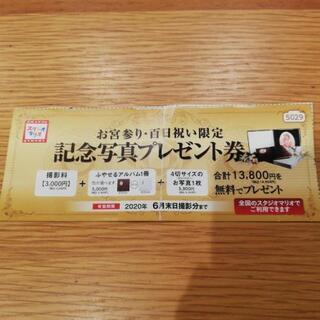 5029
スタジオ
マリオ
お宮参り・百日祝い限定
記念写真プレゼント券
撮影料
【3,000円】
+
ふやせるアルバム1冊
+
4切サイズの
お写真1枚
合計13,800円を
無料でプレゼント
有効期限 2020年 6月末日撮影分まで
全国のスタジオマリオで
ご利用できます